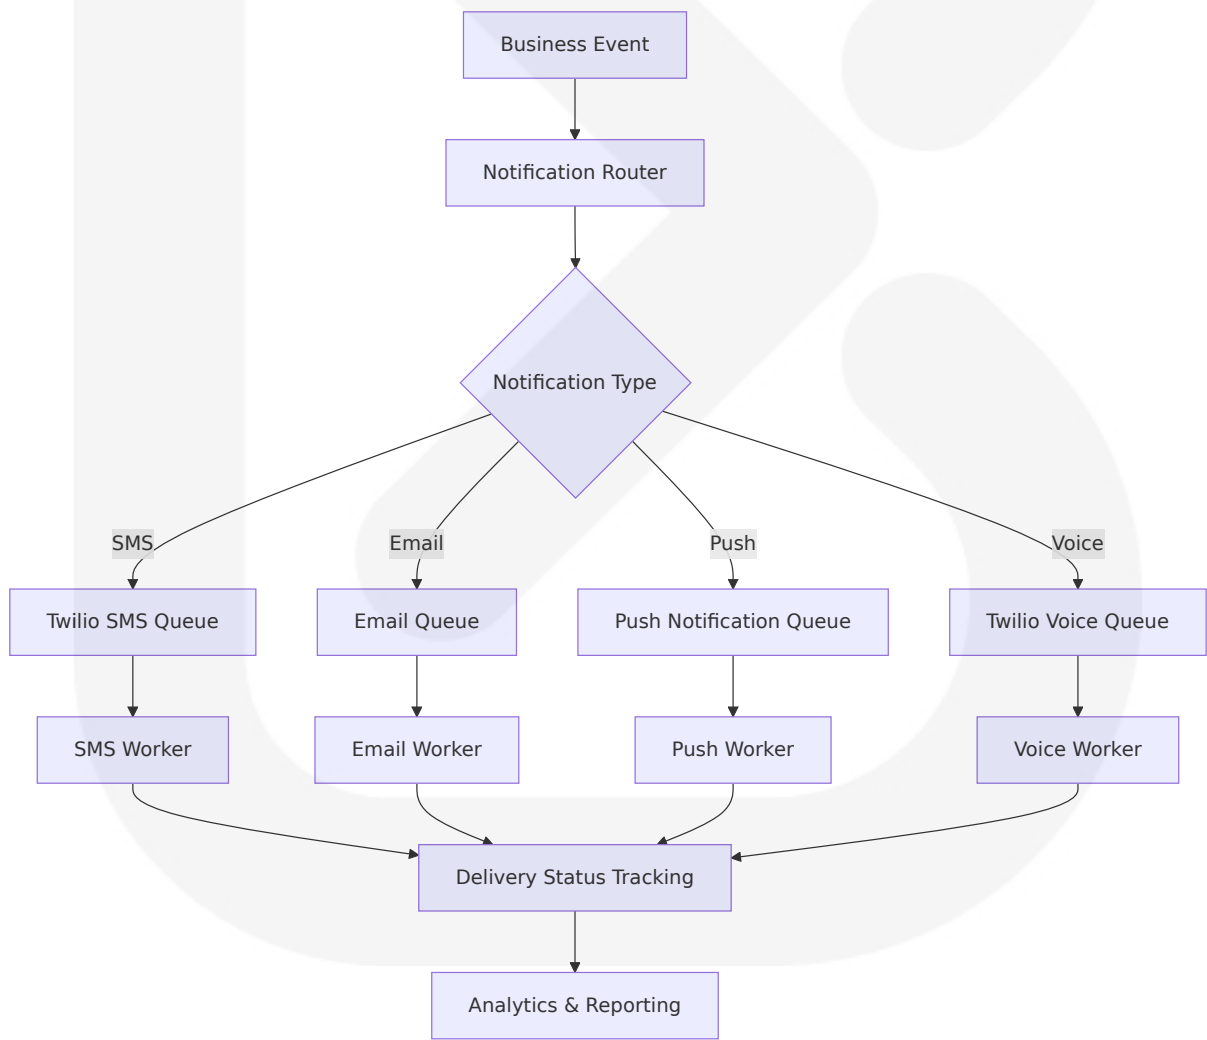 Business Event
Notification Router
Notification Type
SMS
Email
Push
Voice
Twilio SMS Queue
Email Queue
Push Notification Queue
Twilio Voice Queue
SMS Worker
Email Worker
Push Worker
Voice Worker
Delivery Status Tracking
Analytics & Reporting